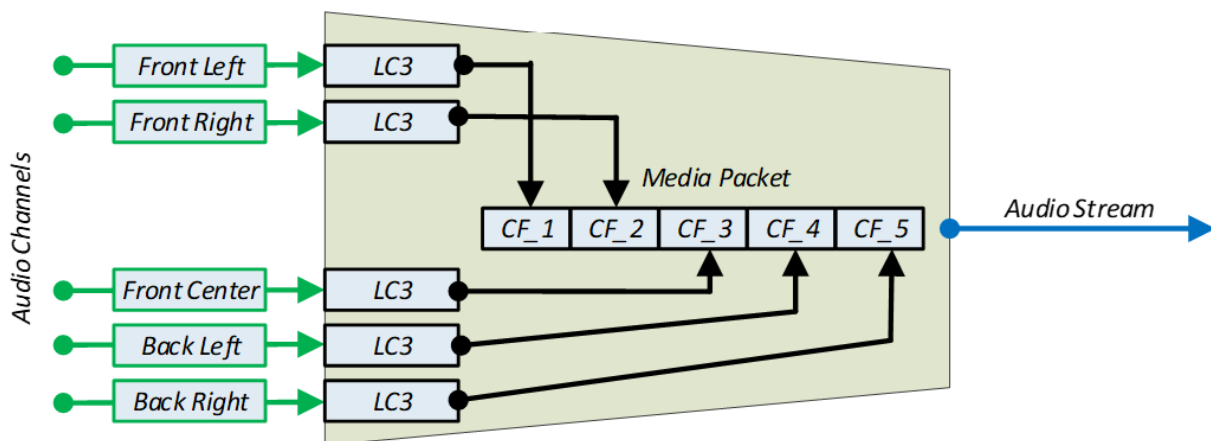 Audio Channels
Front Left
LC3
Front Right
LC3
Media Packet
CF_1 CF_2 CF_3 CF_4 CF_5
Audio Stream
Front Center
LC3
Back Left
LC3
Back Right
LC3